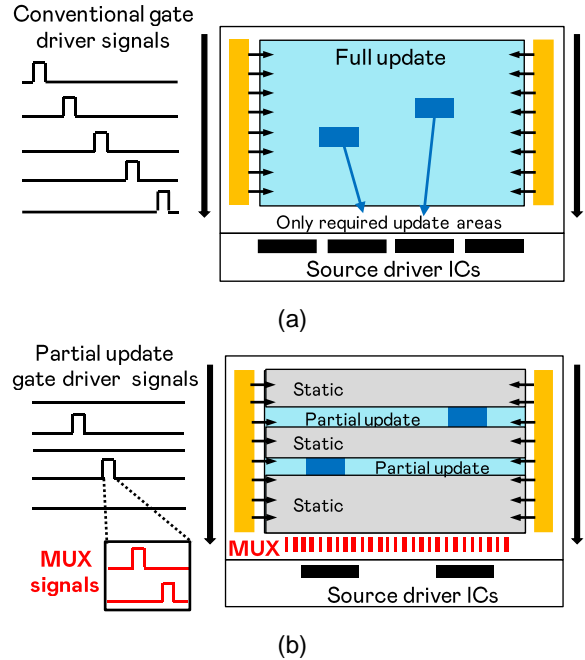 Conventional gate
driver signals
Full update
Only required update areas
Source driver ICs
(a)
Partial update
gate driver signals
Static
Partial update
Static
Partial update
Static
MUX
signals
MUX
Source driver ICs
(b)